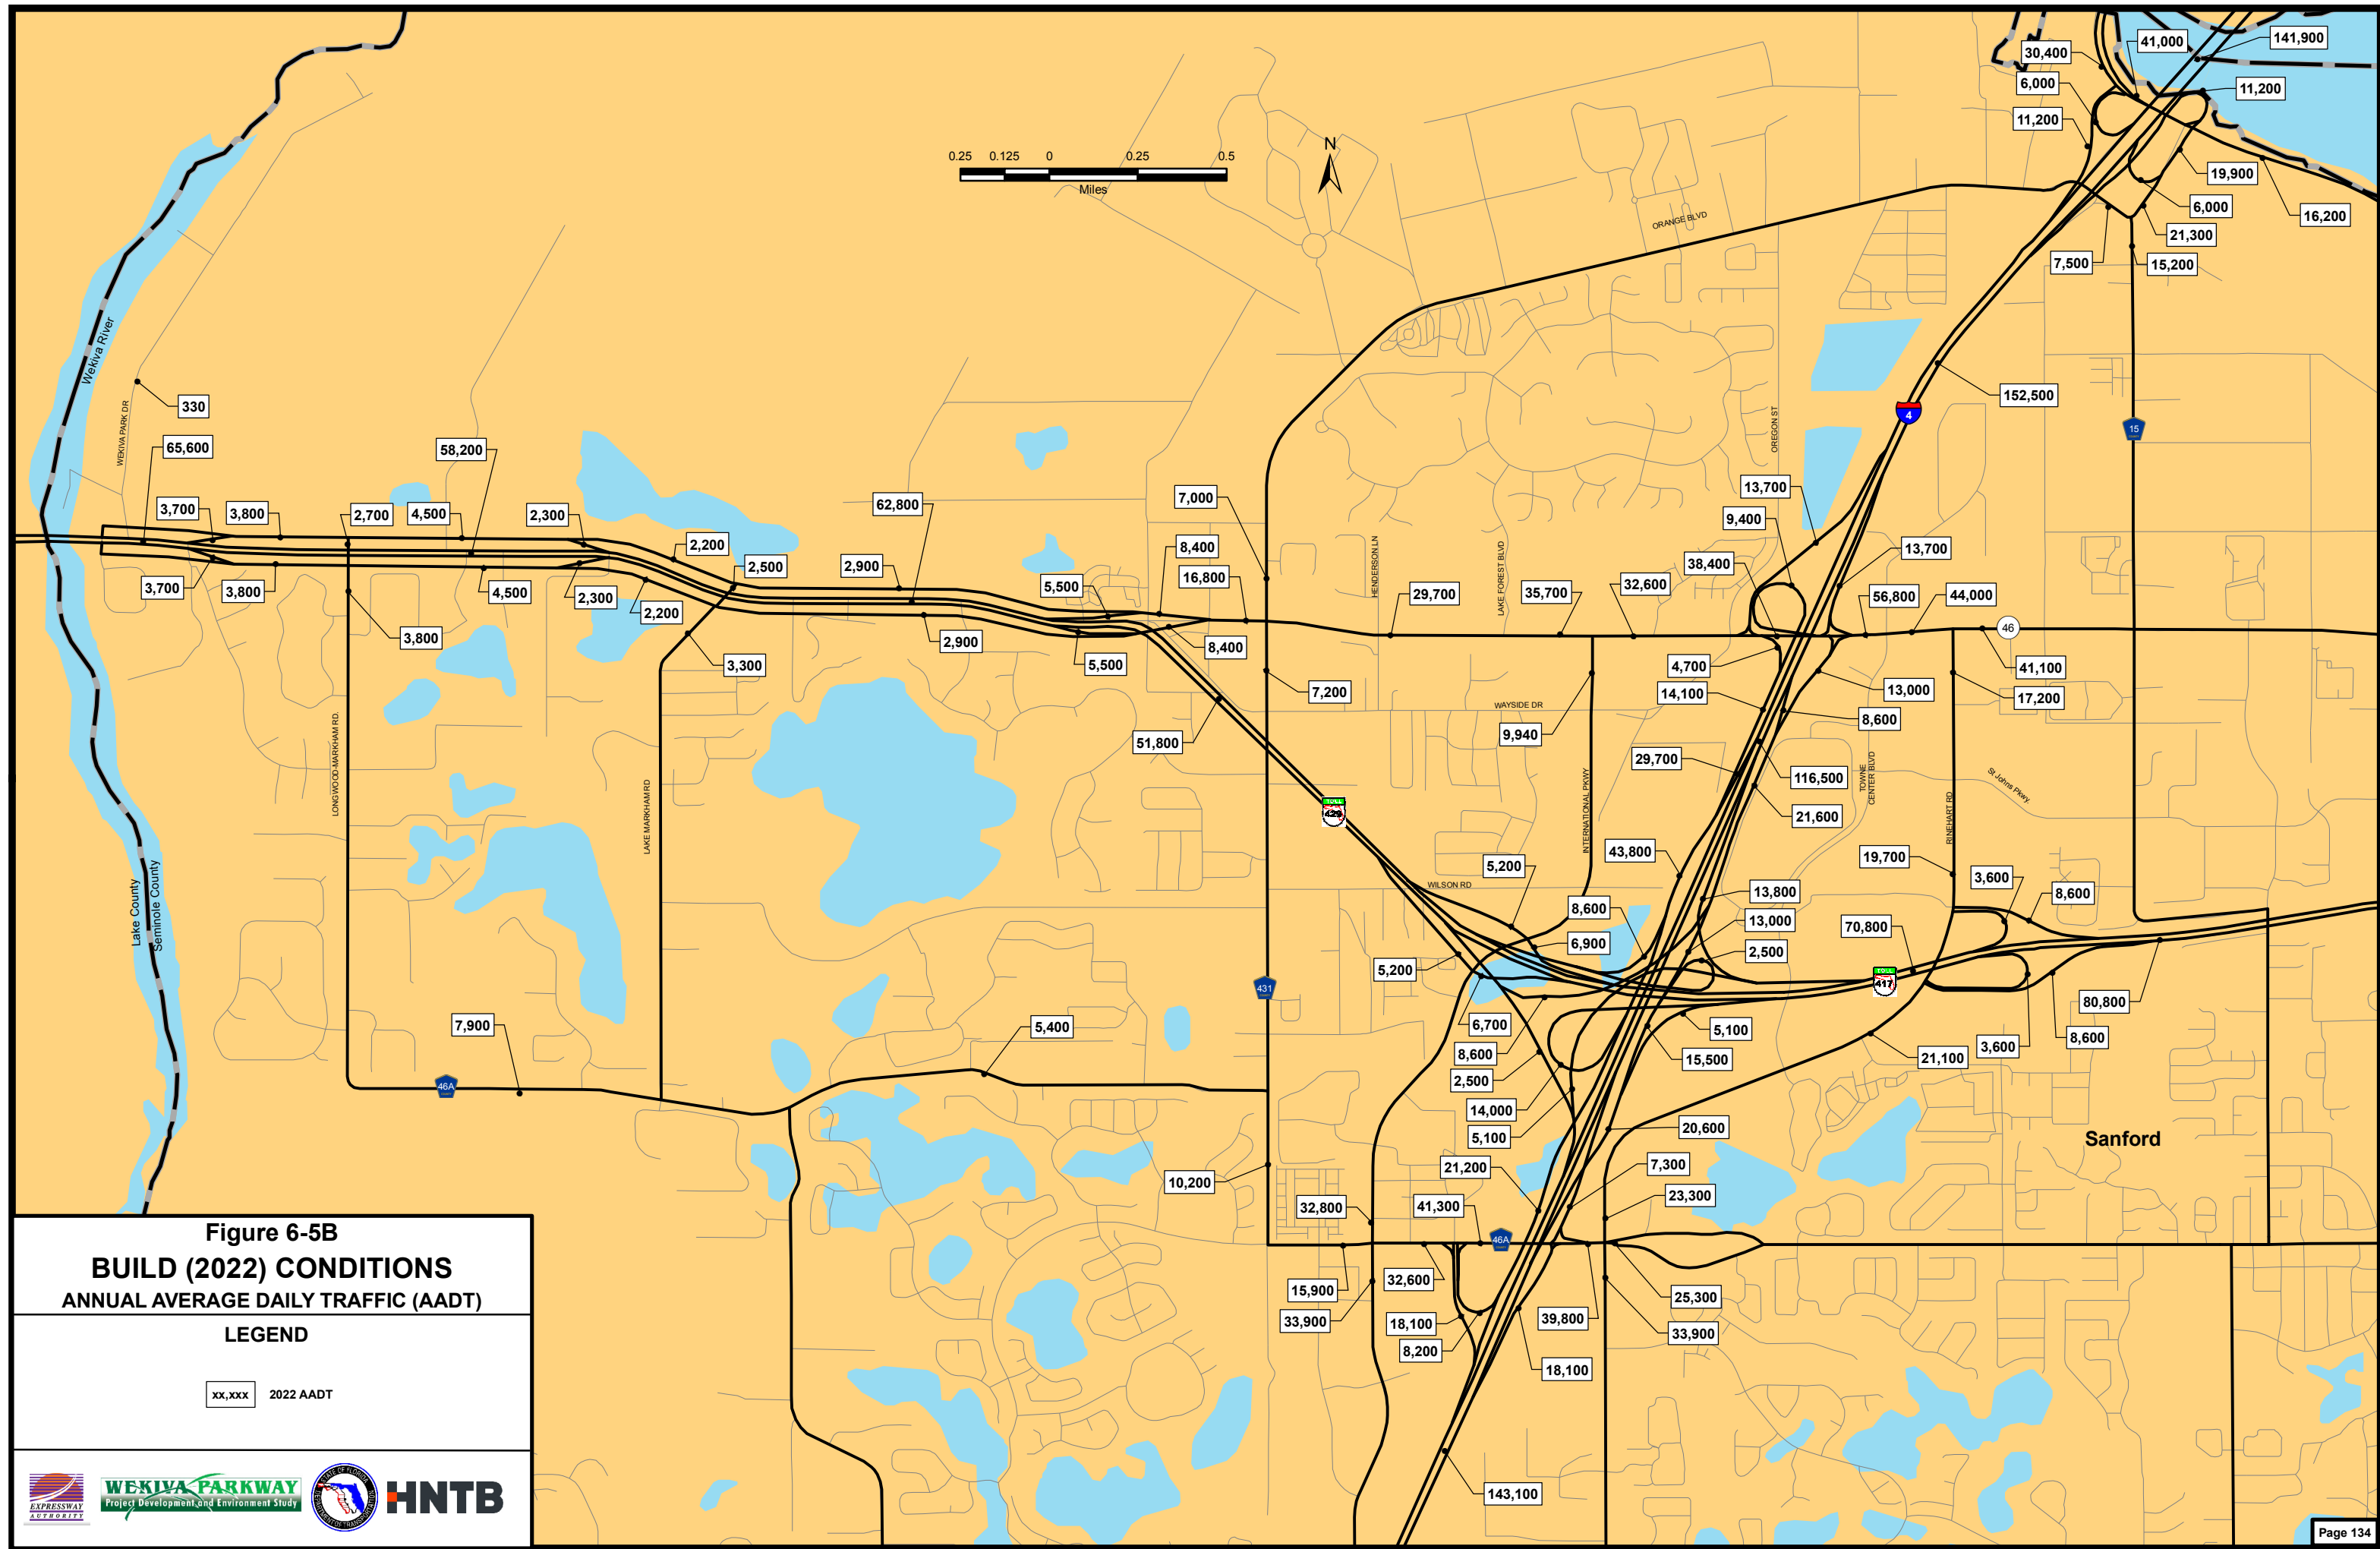 30,400
41,000
141,900
6,000
11,200
11,200
19,900
6,000
16,200
21,300
7,500
15,200
N
0.25 0.125 0 0.25 0.5
Miles
ORANGE BLVD
Wekiva River
WEKIVA PARK DR
330
65,600
58,200
3,700
3,800
2,700
4,500
2,300
62,800
7,000
2,200
2,500
2,900
5,500
8,400
16,800
3,700
3,800
4,500
2,300
2,200
3,800
3,300
2,900
5,500
8,400
7,200
51,800
HENDERSON LN
LAKE FOREST BLVD
OREGON ST
152,500
4
15
13,700
9,400
38,400
13,700
29,700
35,700
32,600
56,800
44,000
46
41,100
17,200
4,700
14,100
13,000
8,600
WAYSIDE DR
9,940
29,700
116,500
21,600
INTERNATIONAL PKWY
TOWNE
CENTER BLVD
RINEHART RD
St Johns Pkwy.
LONGWOOD-MARKHAM RD.
LAKE MARKHAM RD
Lake County
Seminole County
TOLL
429
43,800
5,200
WILSON RD
8,600
13,800
13,000
2,500
6,900
5,200
19,700
3,600
8,600
70,800
TOLL
417
80,800
8,600
3,600
21,100
431
6,700
8,600
2,500
14,000
5,100
5,100
15,500
7,900
46A
5,400
10,200
20,600
7,300
23,300
21,200
41,300
32,800
46A
Sanford
15,900
32,600
33,900
18,100
8,200
39,800
25,300
33,900
18,100
143,100
Figure 6-5B
BUILD (2022) CONDITIONS
ANNUAL AVERAGE DAILY TRAFFIC (AADT)
LEGEND
xx,xxx 2022 AADT
EXPRESSWAY
AUTHORITY
WEKIVA PARKWAY
Project Development and Environment Study
STATE OF FLORIDA
DEPARTMENT OF TRANSPORTATION
HNTB
Page 134